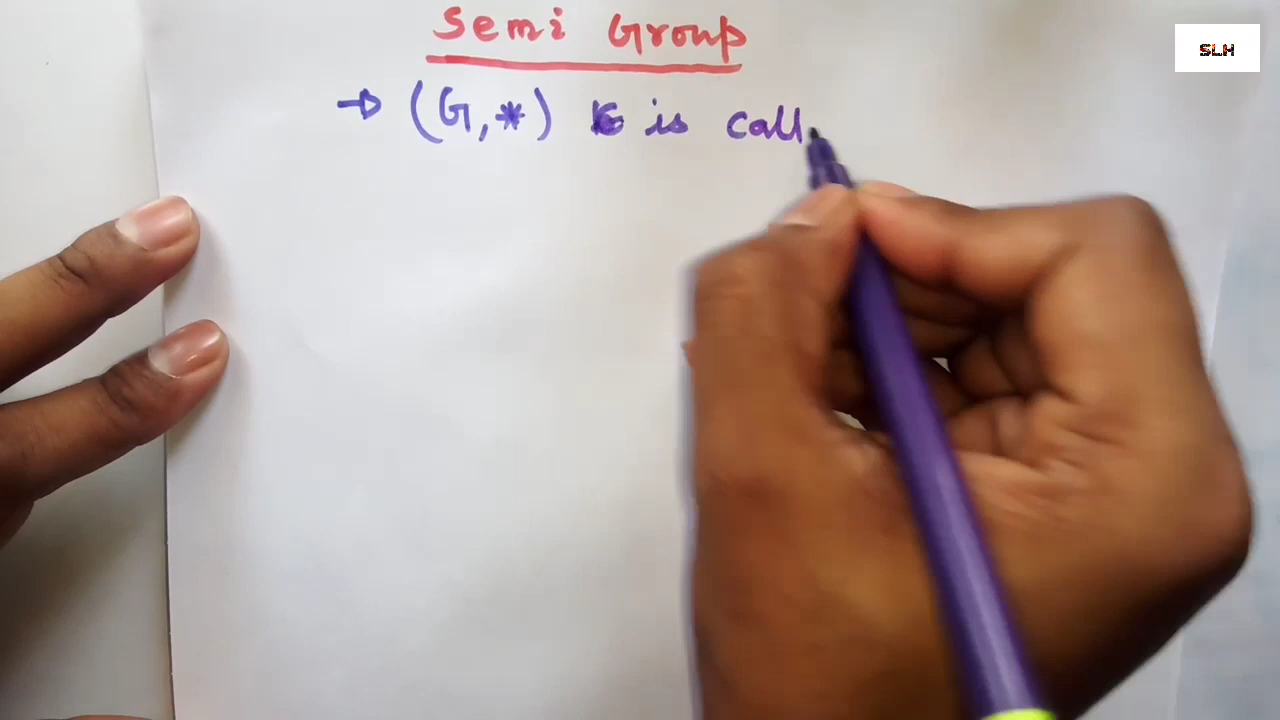 Semi Group
SLH
→ (G,*) is call